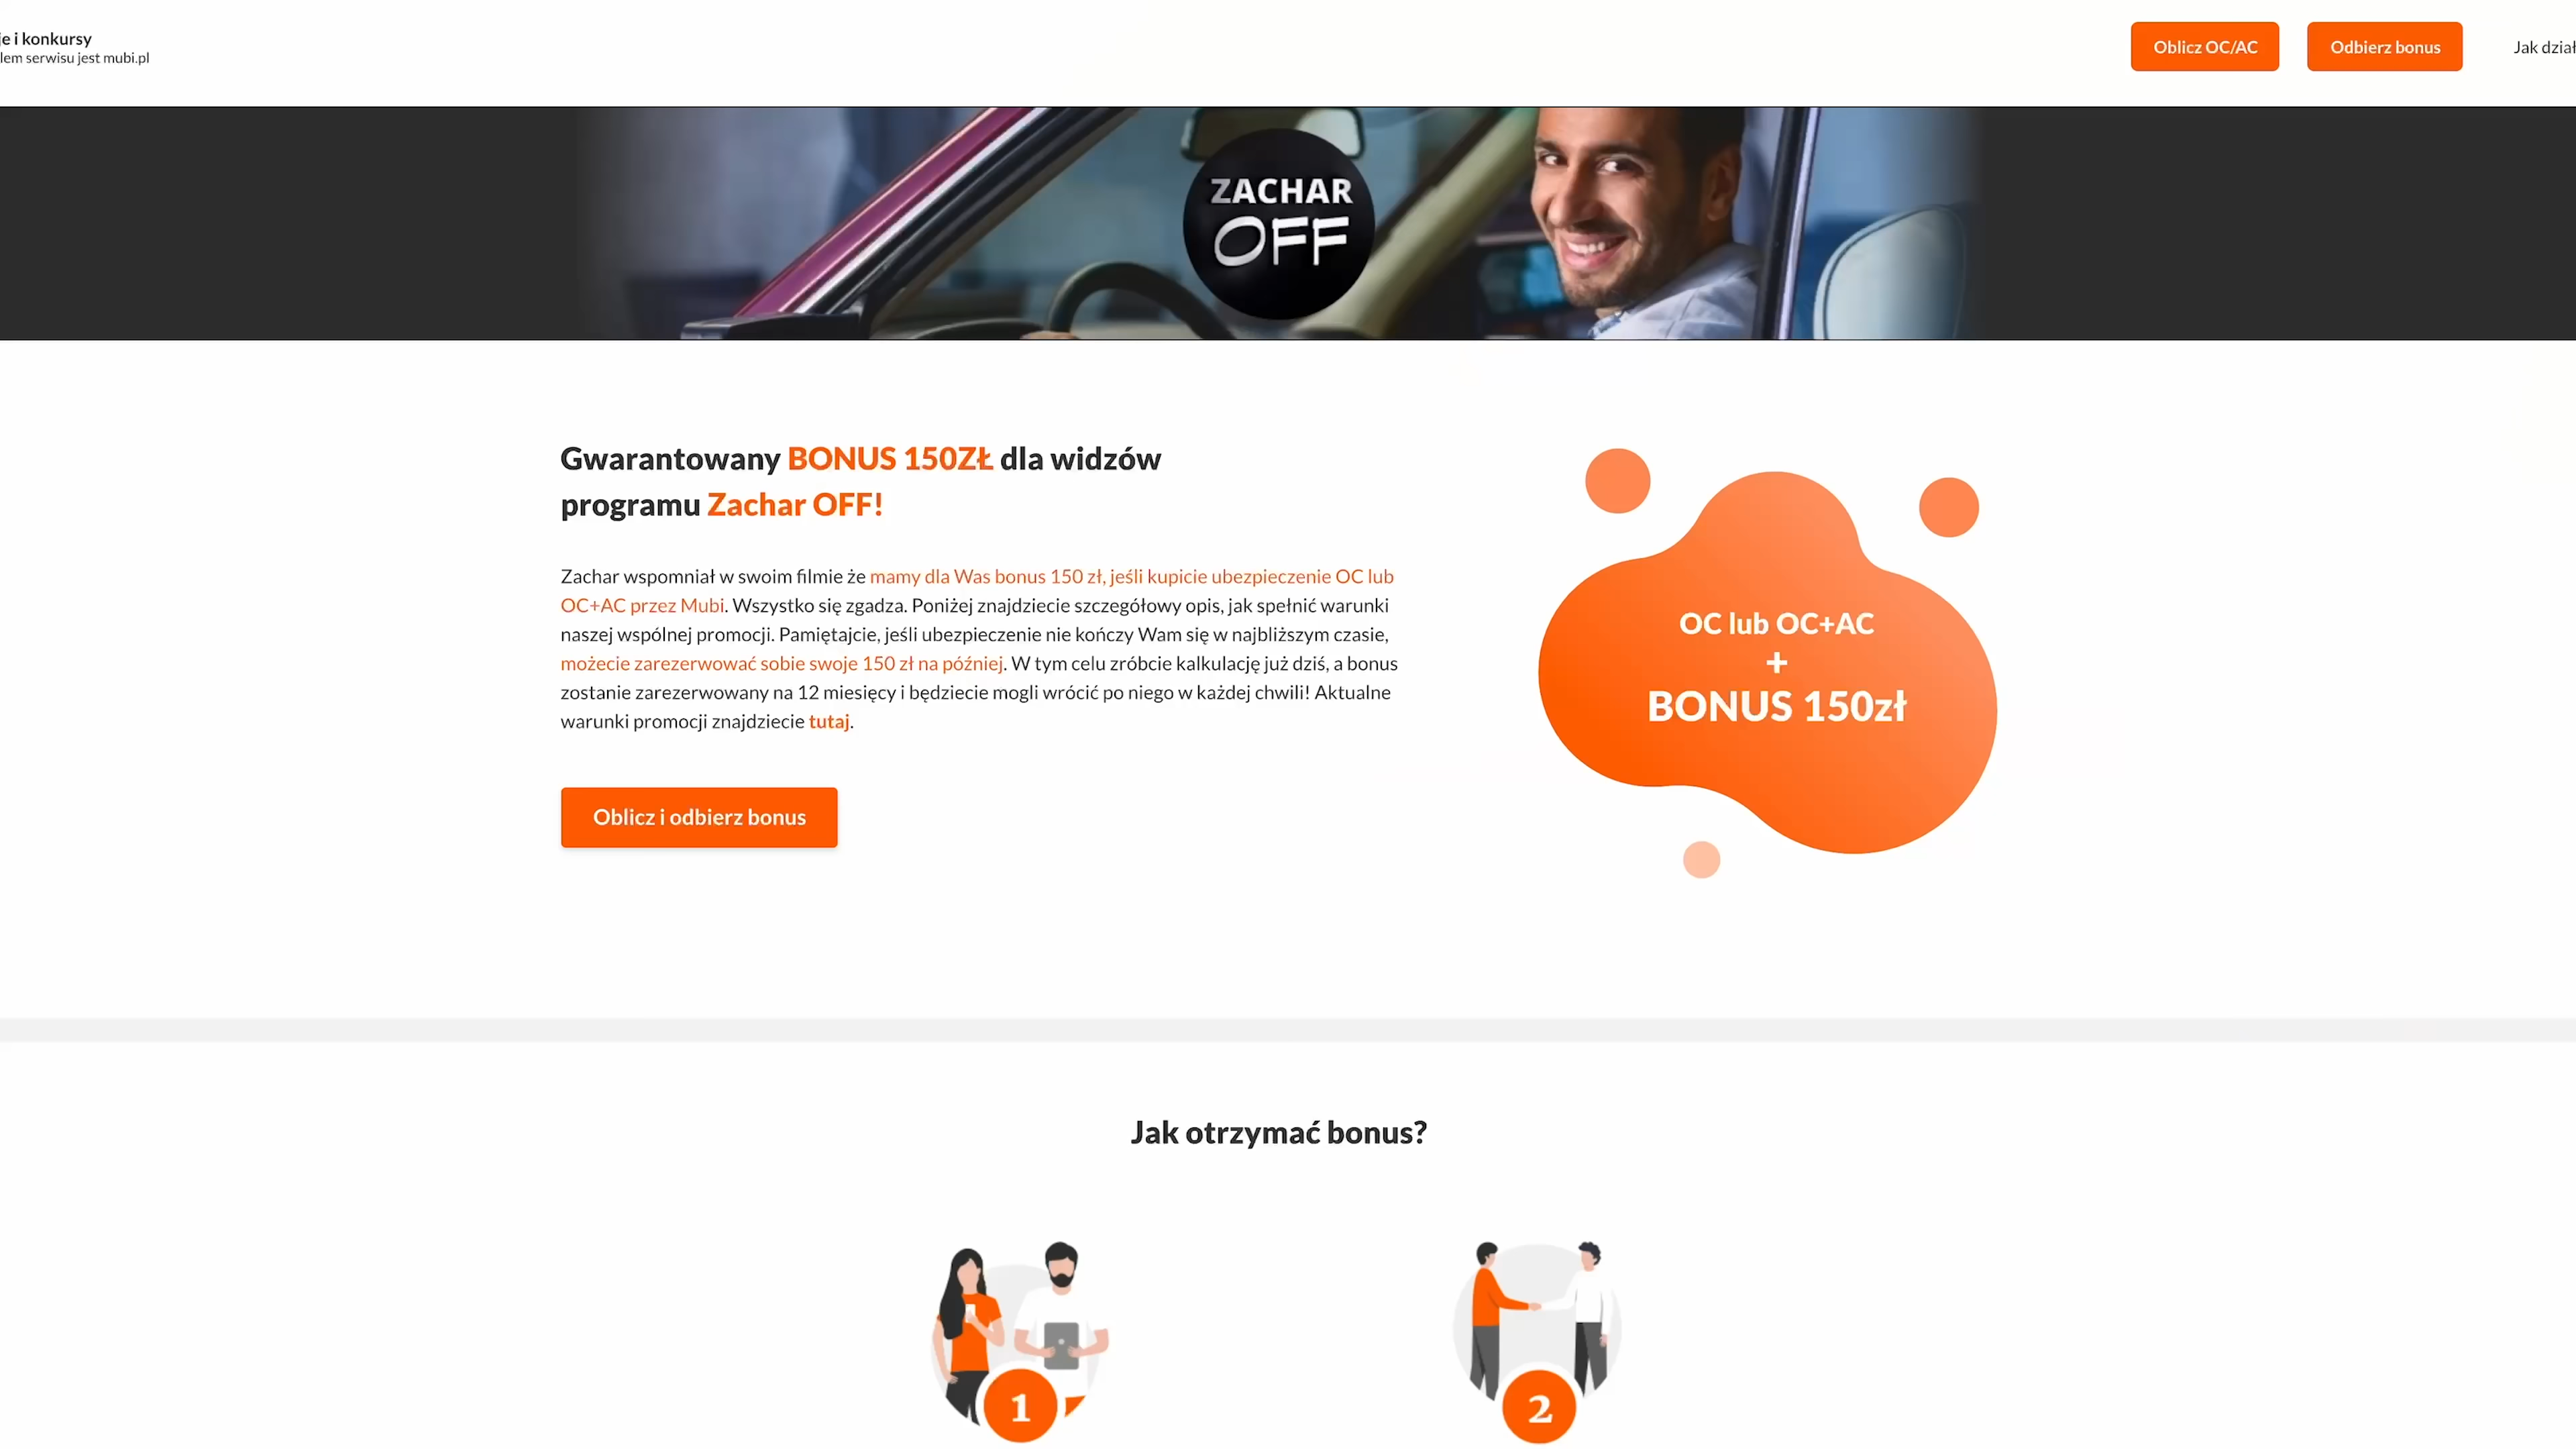 i konkursy
serwisu jest mubi.pl
Oblicz OC/AC
Odbierz bonus
Jak
ZACHAR
OFF
Gwarantowany BONUS 150ZŁ dla widzów
programu Zachar OFF!
Zachar wspomniał w swoim filmie że mamy dla Was bonus 150 zł, jeśli kupicie ubezpieczenie OC lub
OC+AC przez Mubi. Wszystko się zgadza. Poniżej znajdziecie szczegółowy opis, jak spełnić warunki
naszej wspólnej promocji. Pamiętajcie, jeśli ubezpieczenie nie kończy Wam się w najbliższym czasie,
możecie zarezerwować sobie swoje 150 zł na później. W tym celu zróbcie kalkulację już dziś, a bonus
zostanie zarezerwowany na 12 miesięcy i będziecie mogli wrócić po niego w każdej chwili! Aktualne
warunki promocji znajdziecie tutaj.
Oblicz i odbierz bonus
OC lub OC+AC
+
BONUS 150zł
Jak otrzymać bonus?
1
2